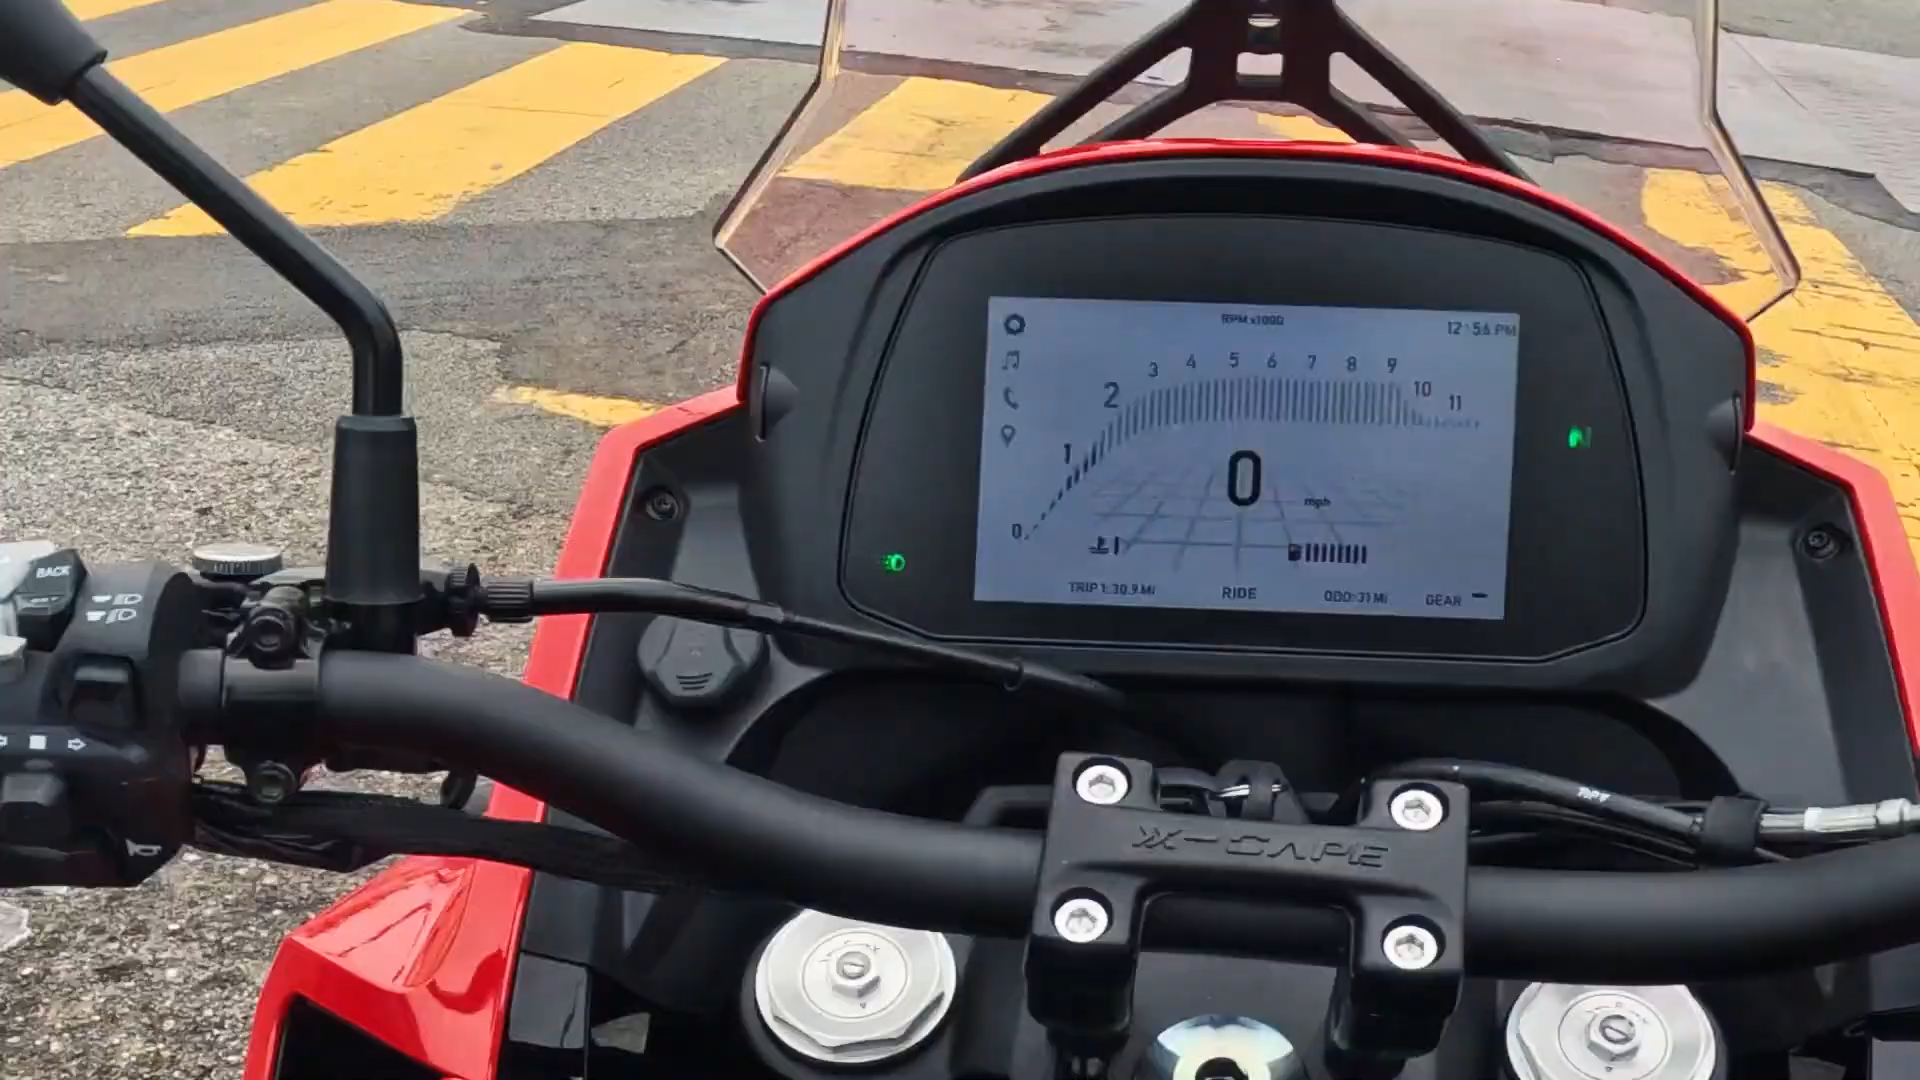 RPM x1000
12:56 PM
0 1 2 3 4 5 6 7 8 9 10 11
0
mph
TRIP 1:30.9 MI
RIDE
ODO:31 MI
GEAR -
N
BACK
X-CAPE